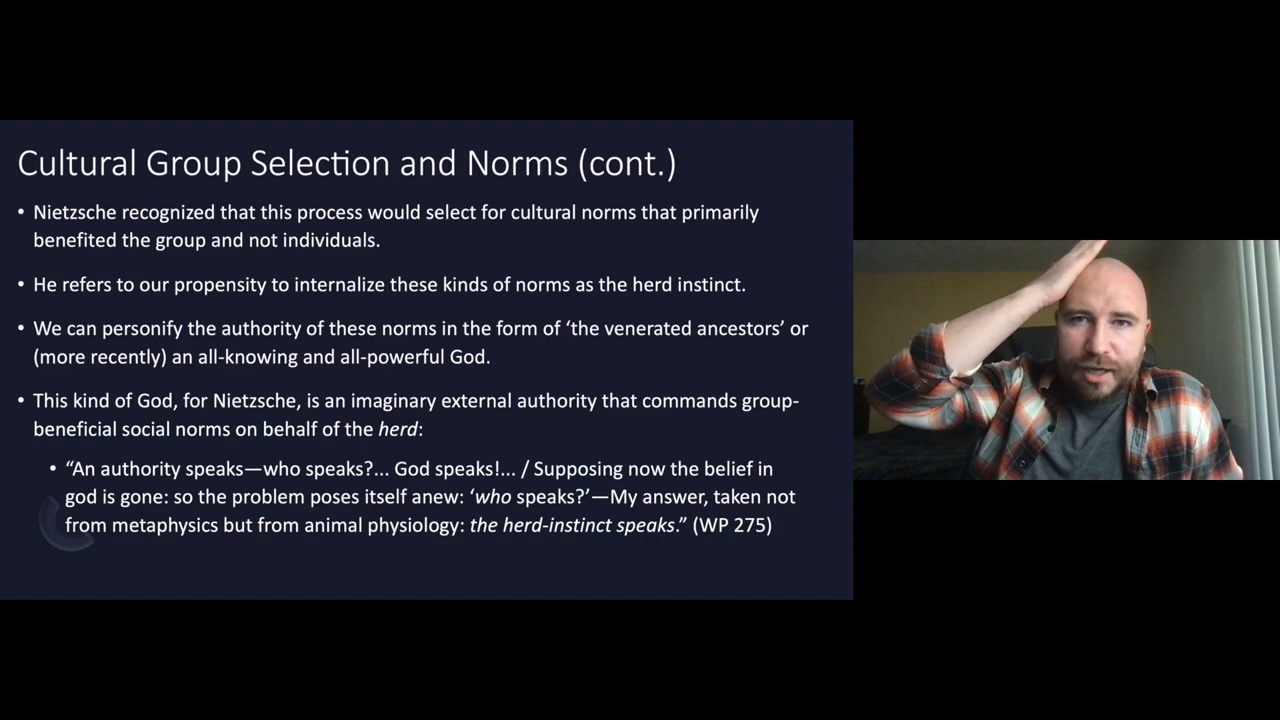 Cultural Group Selection and Norms (cont.)
• Nietzsche recognized that this process would select for cultural norms that primarily
benefited the group and not individuals.
• He refers to our propensity to internalize these kinds of norms as the herd instinct.
• We can personify the authority of these norms in the form of ‘the venerated ancestors’ or
(more recently) an all-knowing and all-powerful God.
• This kind of God, for Nietzsche, is an imaginary external authority that commands group-
beneficial social norms on behalf of the herd:
• “An authority speaks—who speaks?... God speaks!... / Supposing now the belief in
god is gone: so the problem poses itself anew: ‘who speaks?’—My answer, taken not
from metaphysics but from animal physiology: the herd-instinct speaks.” (WP 275)